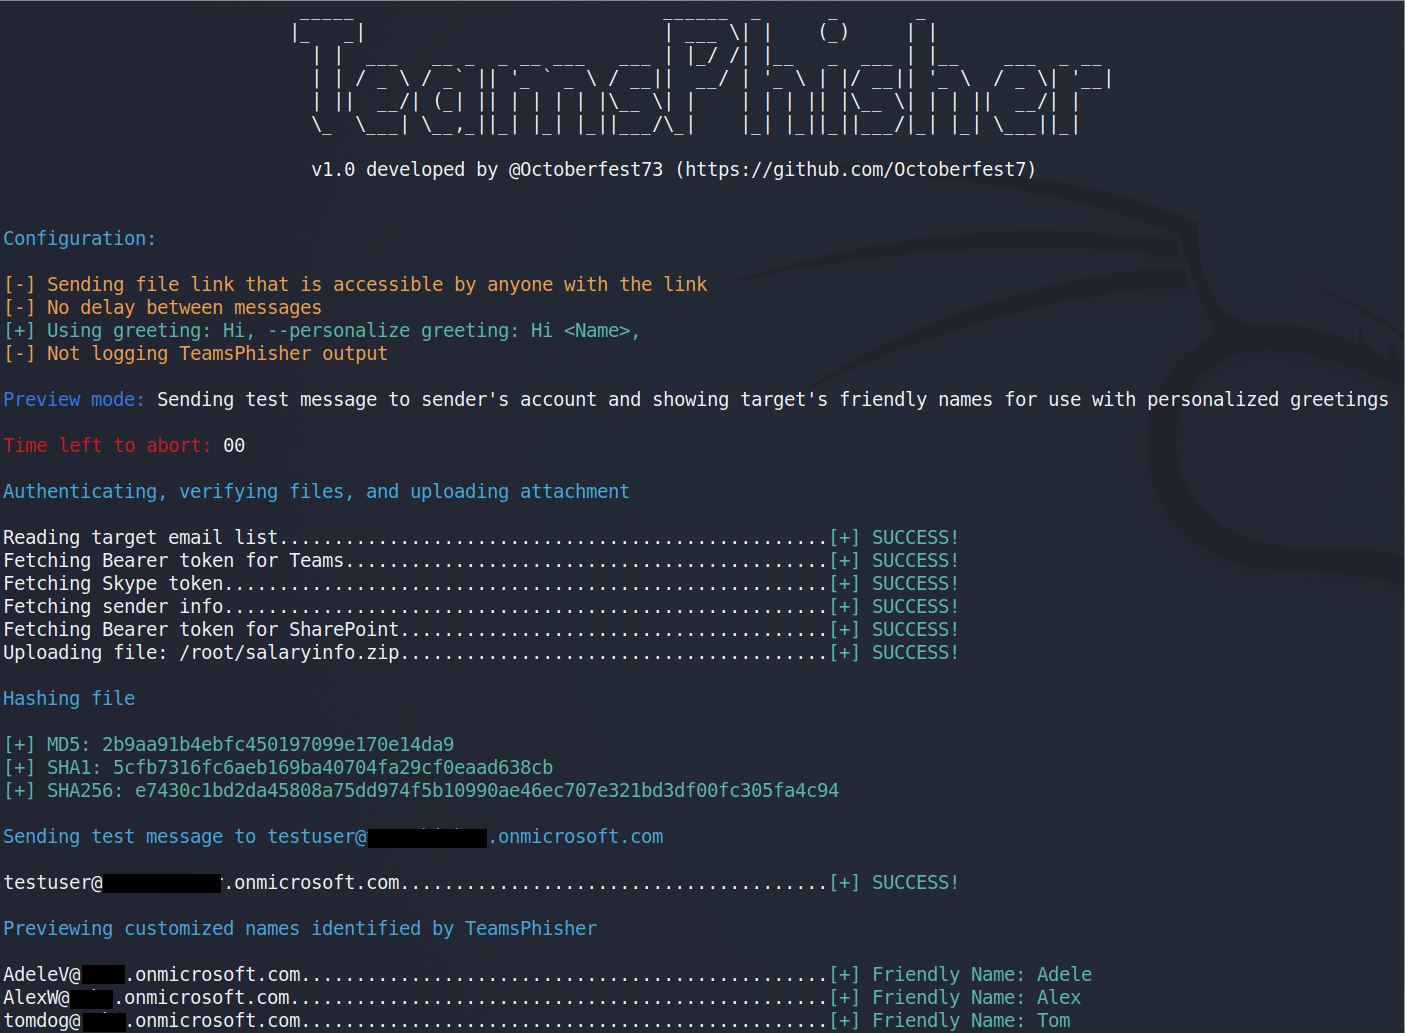 TeamsPhisher
v1.0 developed by @Octoberfest73 (https://github.com/Octoberfest7)
Configuration:
[-] Sending file link that is accessible by anyone with the link
[-] No delay between messages
[+] Using greeting: Hi, --personalize greeting: Hi <Name>,
[-] Not logging TeamsPhisher output
Preview mode: Sending test message to sender's account and showing target's friendly names for use with personalized greetings
Time left to abort: 00
Authenticating, verifying files, and uploading attachment
Reading target email list..................................................[+] SUCCESS!
Fetching Bearer token for Teams............................................[+] SUCCESS!
Fetching Skype token.......................................................[+] SUCCESS!
Fetching sender info.......................................................[+] SUCCESS!
Fetching Bearer token for SharePoint.......................................[+] SUCCESS!
Uploading file: /root/salaryinfo.zip.......................................[+] SUCCESS!
Hashing file
[+] MD5: 2b9aa91b4ebfc450197099e170e14da9
[+] SHA1: 5cfb7316fc6aeb169ba40704fa29cf0eaad638cb
[+] SHA256: e7430c1bd2da45808a75dd974f5b10990ae46ec707e321bd3df00fc305fa4c94
Sending test message to testuser@ .onmicrosoft.com
testuser@ .onmicrosoft.com.......................................[+] SUCCESS!
Previewing customized names identified by TeamsPhisher
AdeleV@ .onmicrosoft.com................................................[+] Friendly Name: Adele
AlexW@ .onmicrosoft.com.................................................[+] Friendly Name: Alex
tomdog@ .onmicrosoft.com................................................[+] Friendly Name: Tom